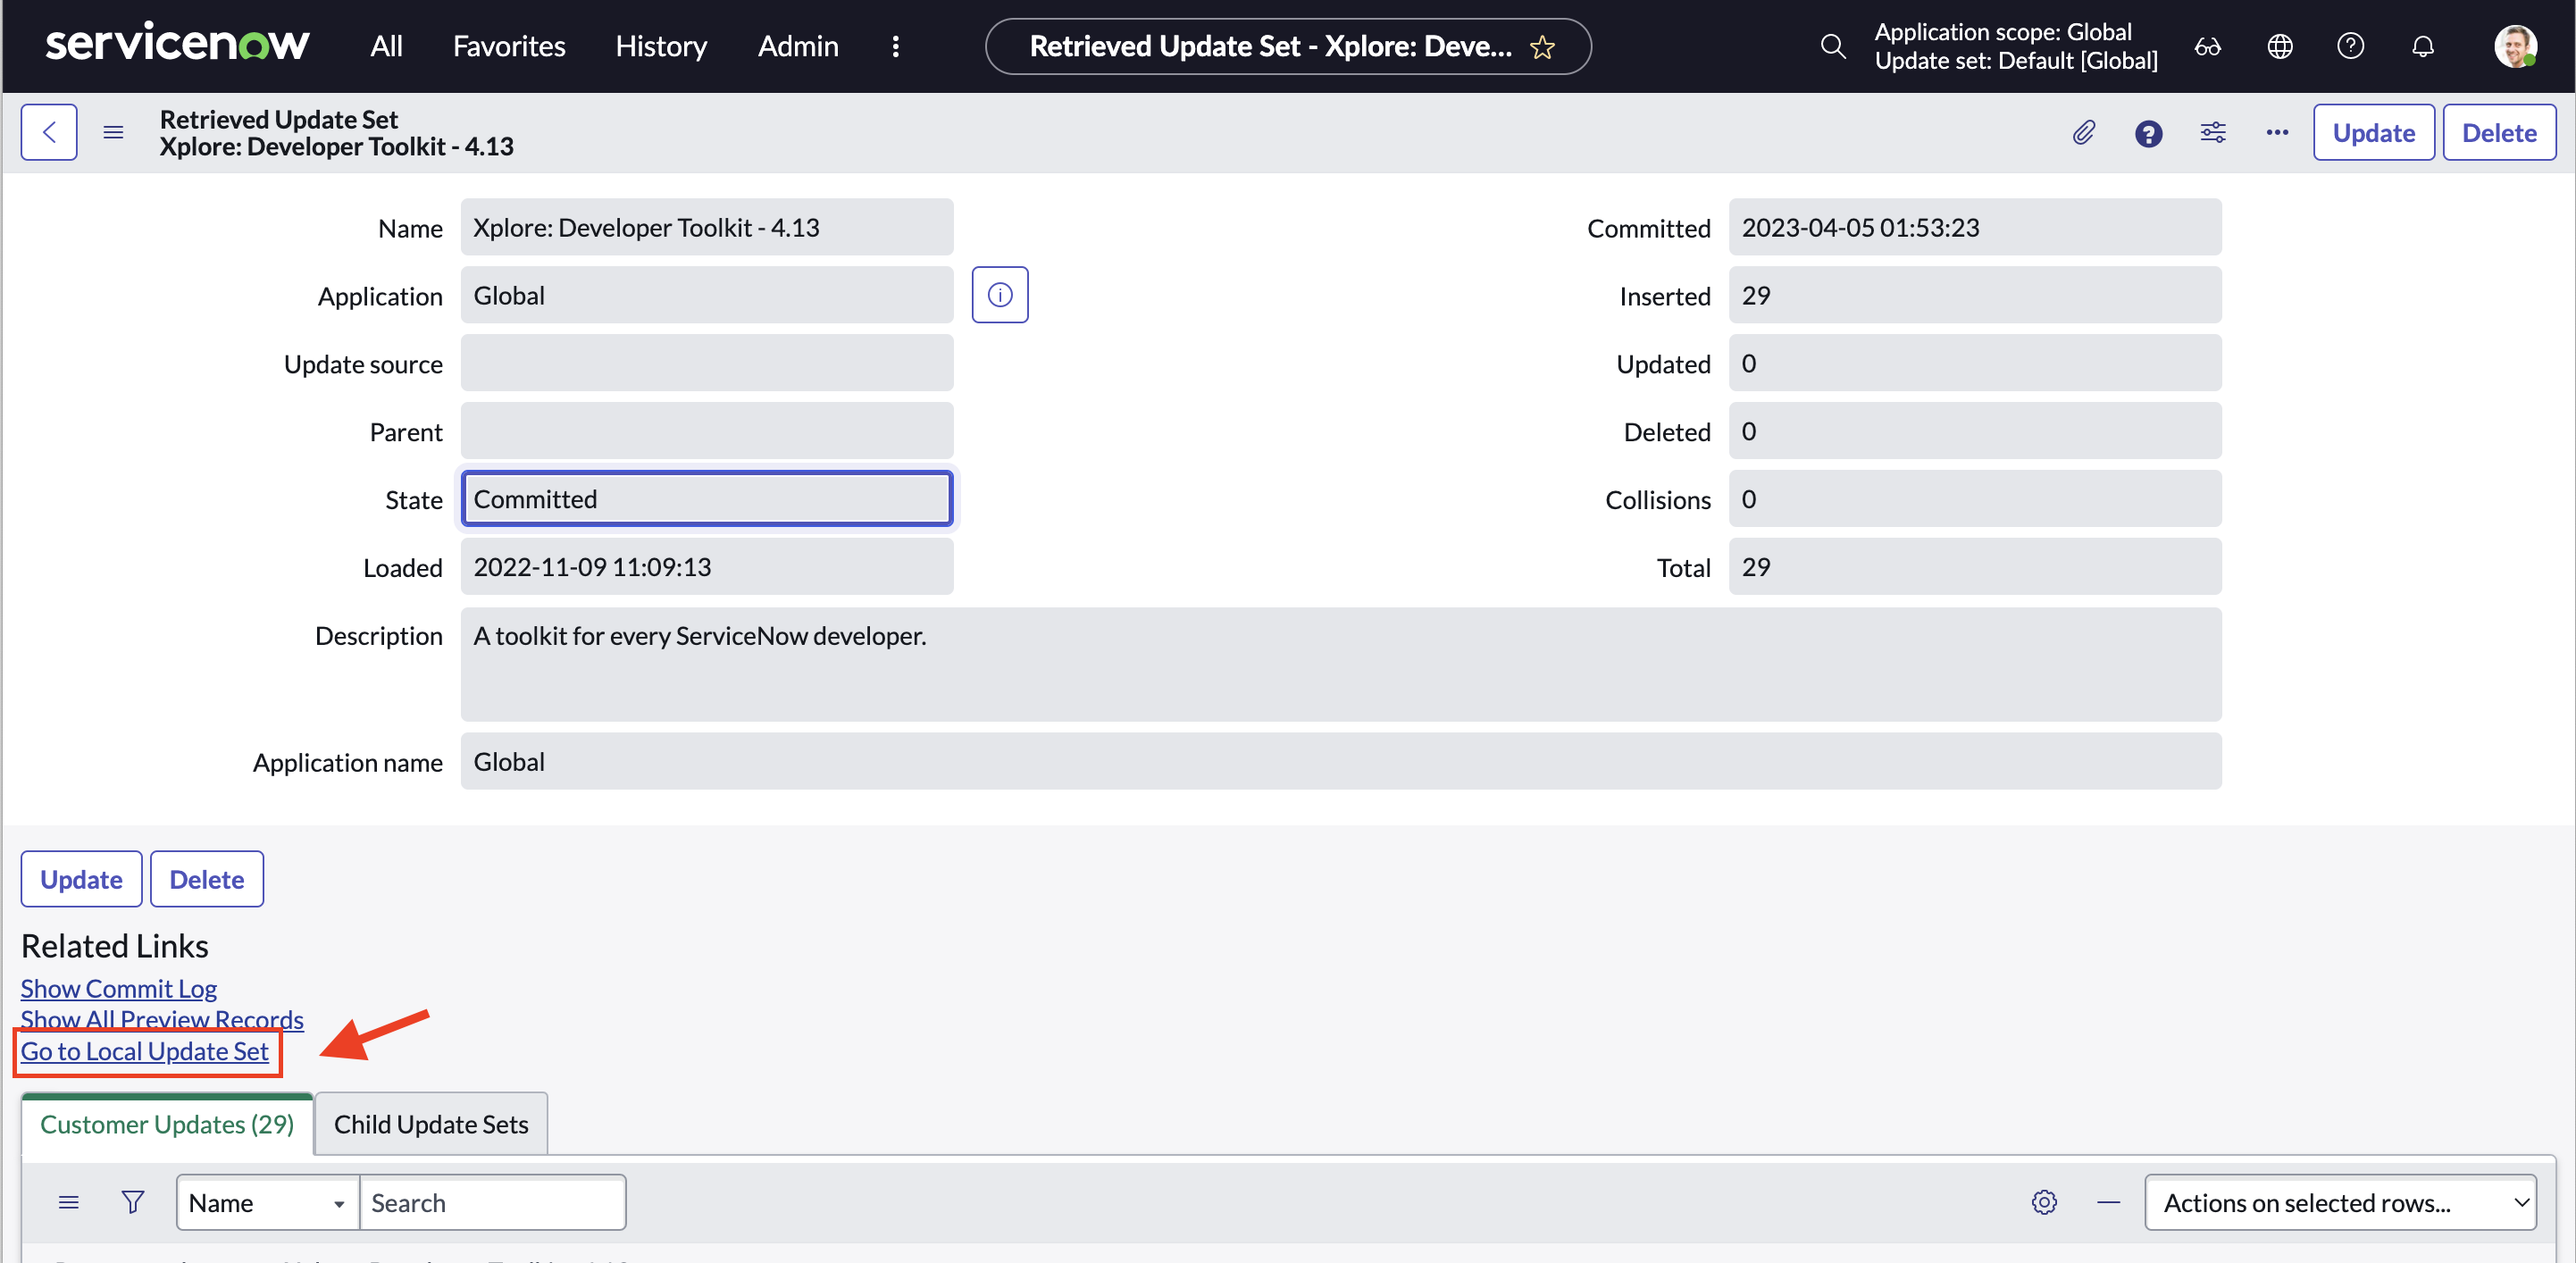 servicenow
All
Favorites
History
Admin
Retrieved Update Set - Xplore: Deve...
Application scope: Global
Update set: Default [Global]
Retrieved Update Set
Xplore: Developer Toolkit - 4.13
Update
Delete
Name
Xplore: Developer Toolkit - 4.13
Application
Global
Update source
Parent
State
Committed
Loaded
2022-11-09 11:09:13
Committed
2023-04-05 01:53:23
Inserted
29
Updated
0
Deleted
0
Collisions
0
Total
29
Description
A toolkit for every ServiceNow developer.
Application name
Global
Update
Delete
Related Links
Show Commit Log
Show All Preview Records
Go to Local Update Set
Customer Updates (29)
Child Update Sets
Name
Search
Actions on selected rows...